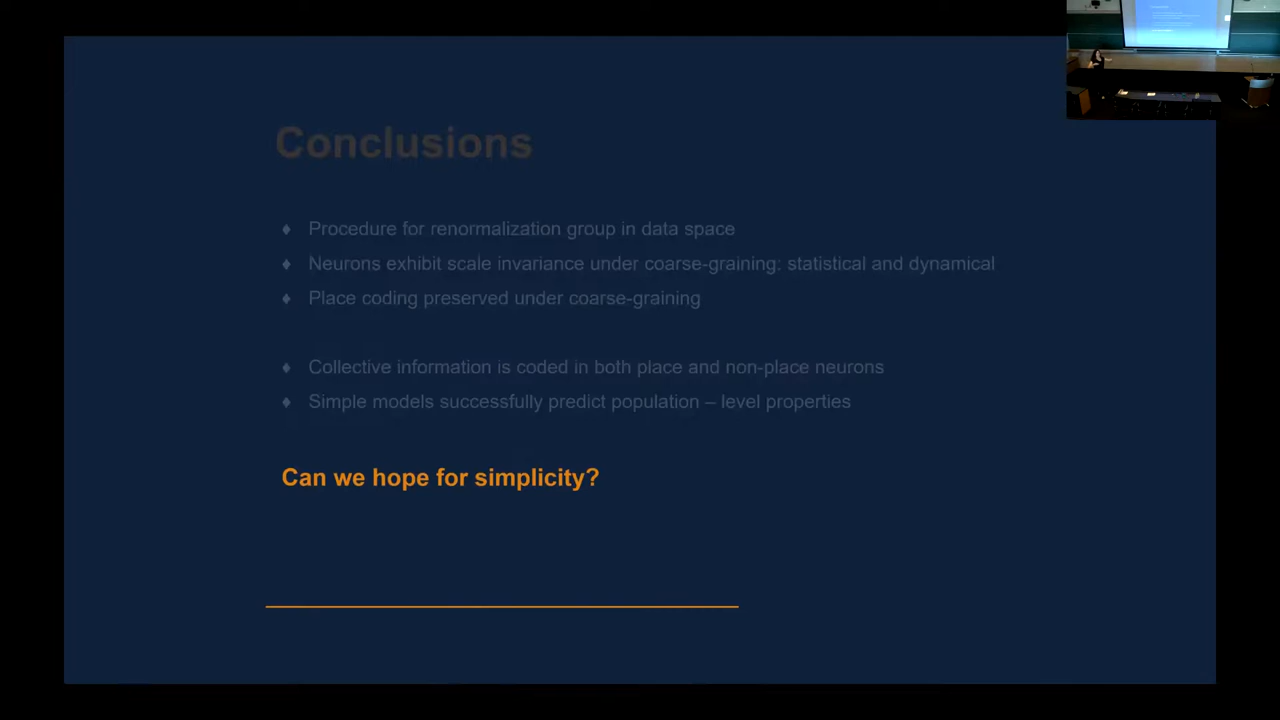 Conclusions
♦ Procedure for renormalization group in data space
♦ Neurons exhibit scale invariance under coarse-graining: statistical and dynamical
♦ Place coding preserved under coarse-graining
♦ Collective information is coded in both place and non-place neurons
♦ Simple models successfully predict population – level properties
Can we hope for simplicity?